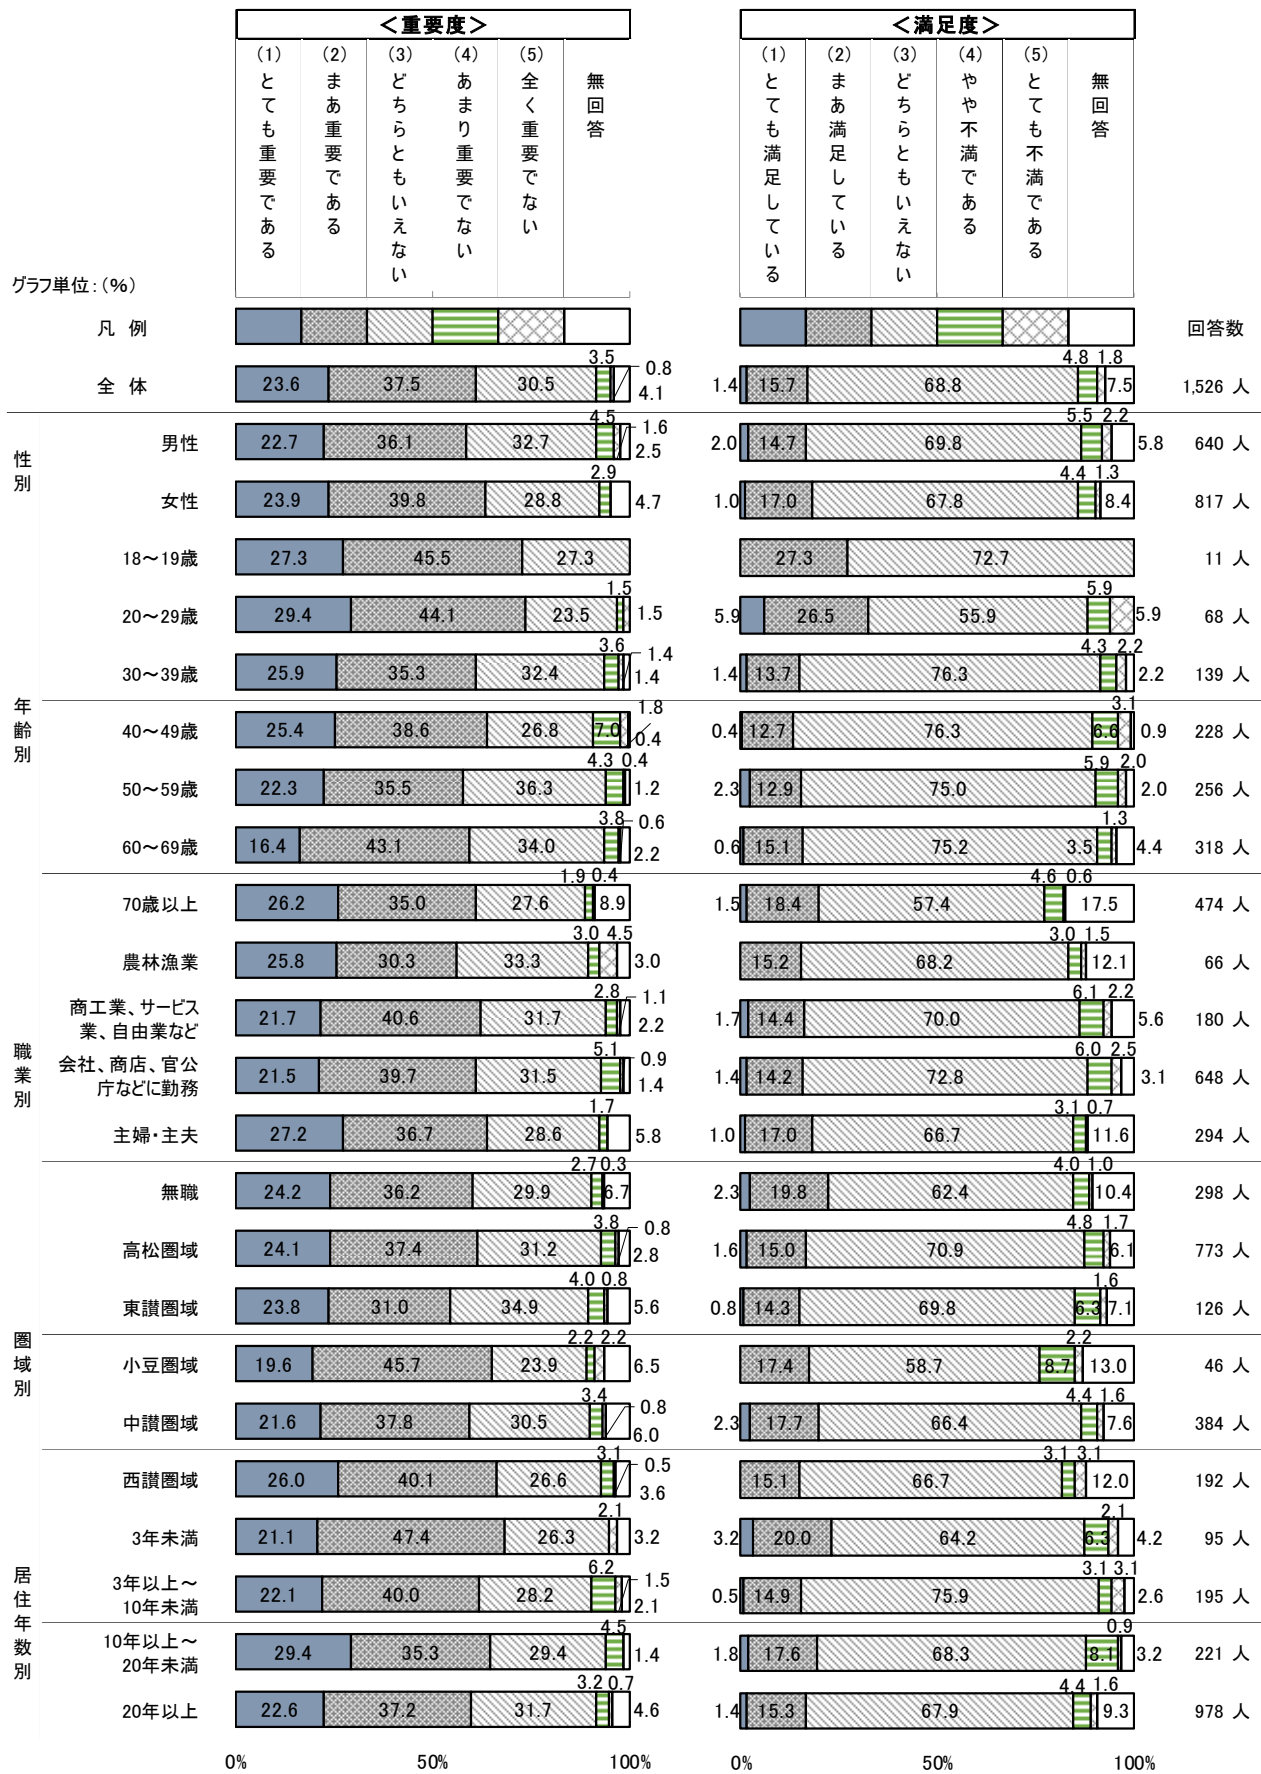 ＜重要度＞
＜満足度＞
(1)とても重要である
(2)まあ重要である
(3)どちらともいえない
(4)あまり重要でない
(5)全く重要でない
無回答
(1)とても満足している
(2)まあ満足している
(3)どちらともいえない
(4)やや不満である
(5)とても不満である
無回答
グラフ単位：(％)
凡 例 回答数
全 体 23.6 37.5 30.5 3.5 0.8 4.1 1.4 15.7 68.8 4.8 1.8 7.5 1,526 人
性別
男性 22.7 36.1 32.7 4.5 1.6 2.5 2.0 14.7 69.8 5.5 2.2 5.8 640 人
女性 23.9 39.8 28.8 2.9 4.7 1.0 17.0 67.8 4.4 1.3 8.4 817 人
年齢別
18～19歳 27.3 45.5 27.3 27.3 72.7 11 人
20～29歳 29.4 44.1 23.5 1.5 1.5 5.9 26.5 55.9 5.9 5.9 68 人
30～39歳 25.9 35.3 32.4 3.6 1.4 1.4 1.4 13.7 76.3 4.3 2.2 2.2 139 人
40～49歳 25.4 38.6 26.8 7.0 1.8 0.4 0.4 12.7 76.3 6.6 3.1 0.9 228 人
50～59歳 22.3 35.5 36.3 4.3 0.4 1.2 2.3 12.9 75.0 5.9 2.0 2.0 256 人
60～69歳 16.4 43.1 34.0 3.8 0.6 2.2 0.6 15.1 75.2 3.5 1.3 4.4 318 人
70歳以上 26.2 35.0 27.6 1.9 0.4 8.9 1.5 18.4 57.4 4.6 0.6 17.5 474 人
職業別
農林漁業 25.8 30.3 33.3 3.0 4.5 3.0 15.2 68.2 3.0 1.5 12.1 66 人
商工業、サービス
業、自由業など 21.7 40.6 31.7 2.8 1.1 2.2 1.7 14.4 70.0 6.1 2.2 5.6 180 人
会社、商店、官公
庁などに勤務 21.5 39.7 31.5 5.1 0.9 1.4 1.4 14.2 72.8 6.0 2.5 3.1 648 人
主婦・主夫 27.2 36.7 28.6 1.7 5.8 1.0 17.0 66.7 3.1 0.7 11.6 294 人
無職 24.2 36.2 29.9 2.7 0.3 6.7 2.3 19.8 62.4 4.0 1.0 10.4 298 人
圏域別
高松圏域 24.1 37.4 31.2 3.8 0.8 2.8 1.6 15.0 70.9 4.8 1.7 6.1 773 人
東讃圏域 23.8 31.0 34.9 4.0 0.8 5.6 0.8 14.3 69.8 6.3 1.6 7.1 126 人
小豆圏域 19.6 45.7 23.9 2.2 2.2 6.5 17.4 58.7 8.7 2.2 13.0 46 人
中讃圏域 21.6 37.8 30.5 3.4 0.8 6.0 2.3 17.7 66.4 4.4 1.6 7.6 384 人
西讃圏域 26.0 40.1 26.6 3.1 0.5 3.6 15.1 66.7 3.1 3.1 12.0 192 人
居住年数別
3年未満 21.1 47.4 26.3 2.1 3.2 3.2 20.0 64.2 6.3 2.1 4.2 95 人
3年以上～
10年未満 22.1 40.0 28.2 6.2 1.5 2.1 0.5 14.9 75.9 3.1 3.1 2.6 195 人
10年以上～
20年未満 29.4 35.3 29.4 4.5 1.4 1.8 17.6 68.3 8.1 0.9 3.2 221 人
20年以上 22.6 37.2 31.7 3.2 0.7 4.6 1.4 15.3 67.9 4.4 1.6 9.3 978 人
0% 50% 100% 0% 50% 100%